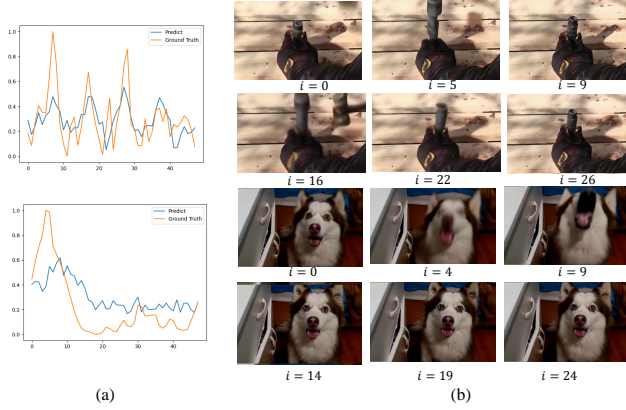 Predict
Ground Truth
1.0
0.8
0.6
0.4
0.2
0.0
0 10 20 30 40
Predict
Ground Truth
1.0
0.8
0.6
0.4
0.2
0.0
0 10 20 30 40
(a)
i = 0 i = 5 i = 9
i = 16 i = 22 i = 26
i = 0 i = 4 i = 9
i = 14 i = 19 i = 24
(b)